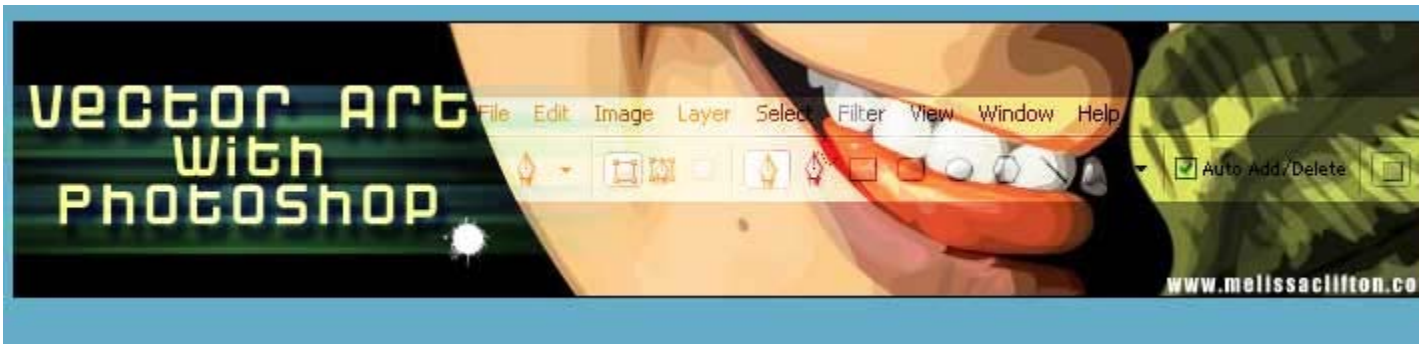 Vector Art
With
Photoshop
File Edit Image Layer Select Filter View Window Help
Auto Add/Delete
www.melissaclifton.co